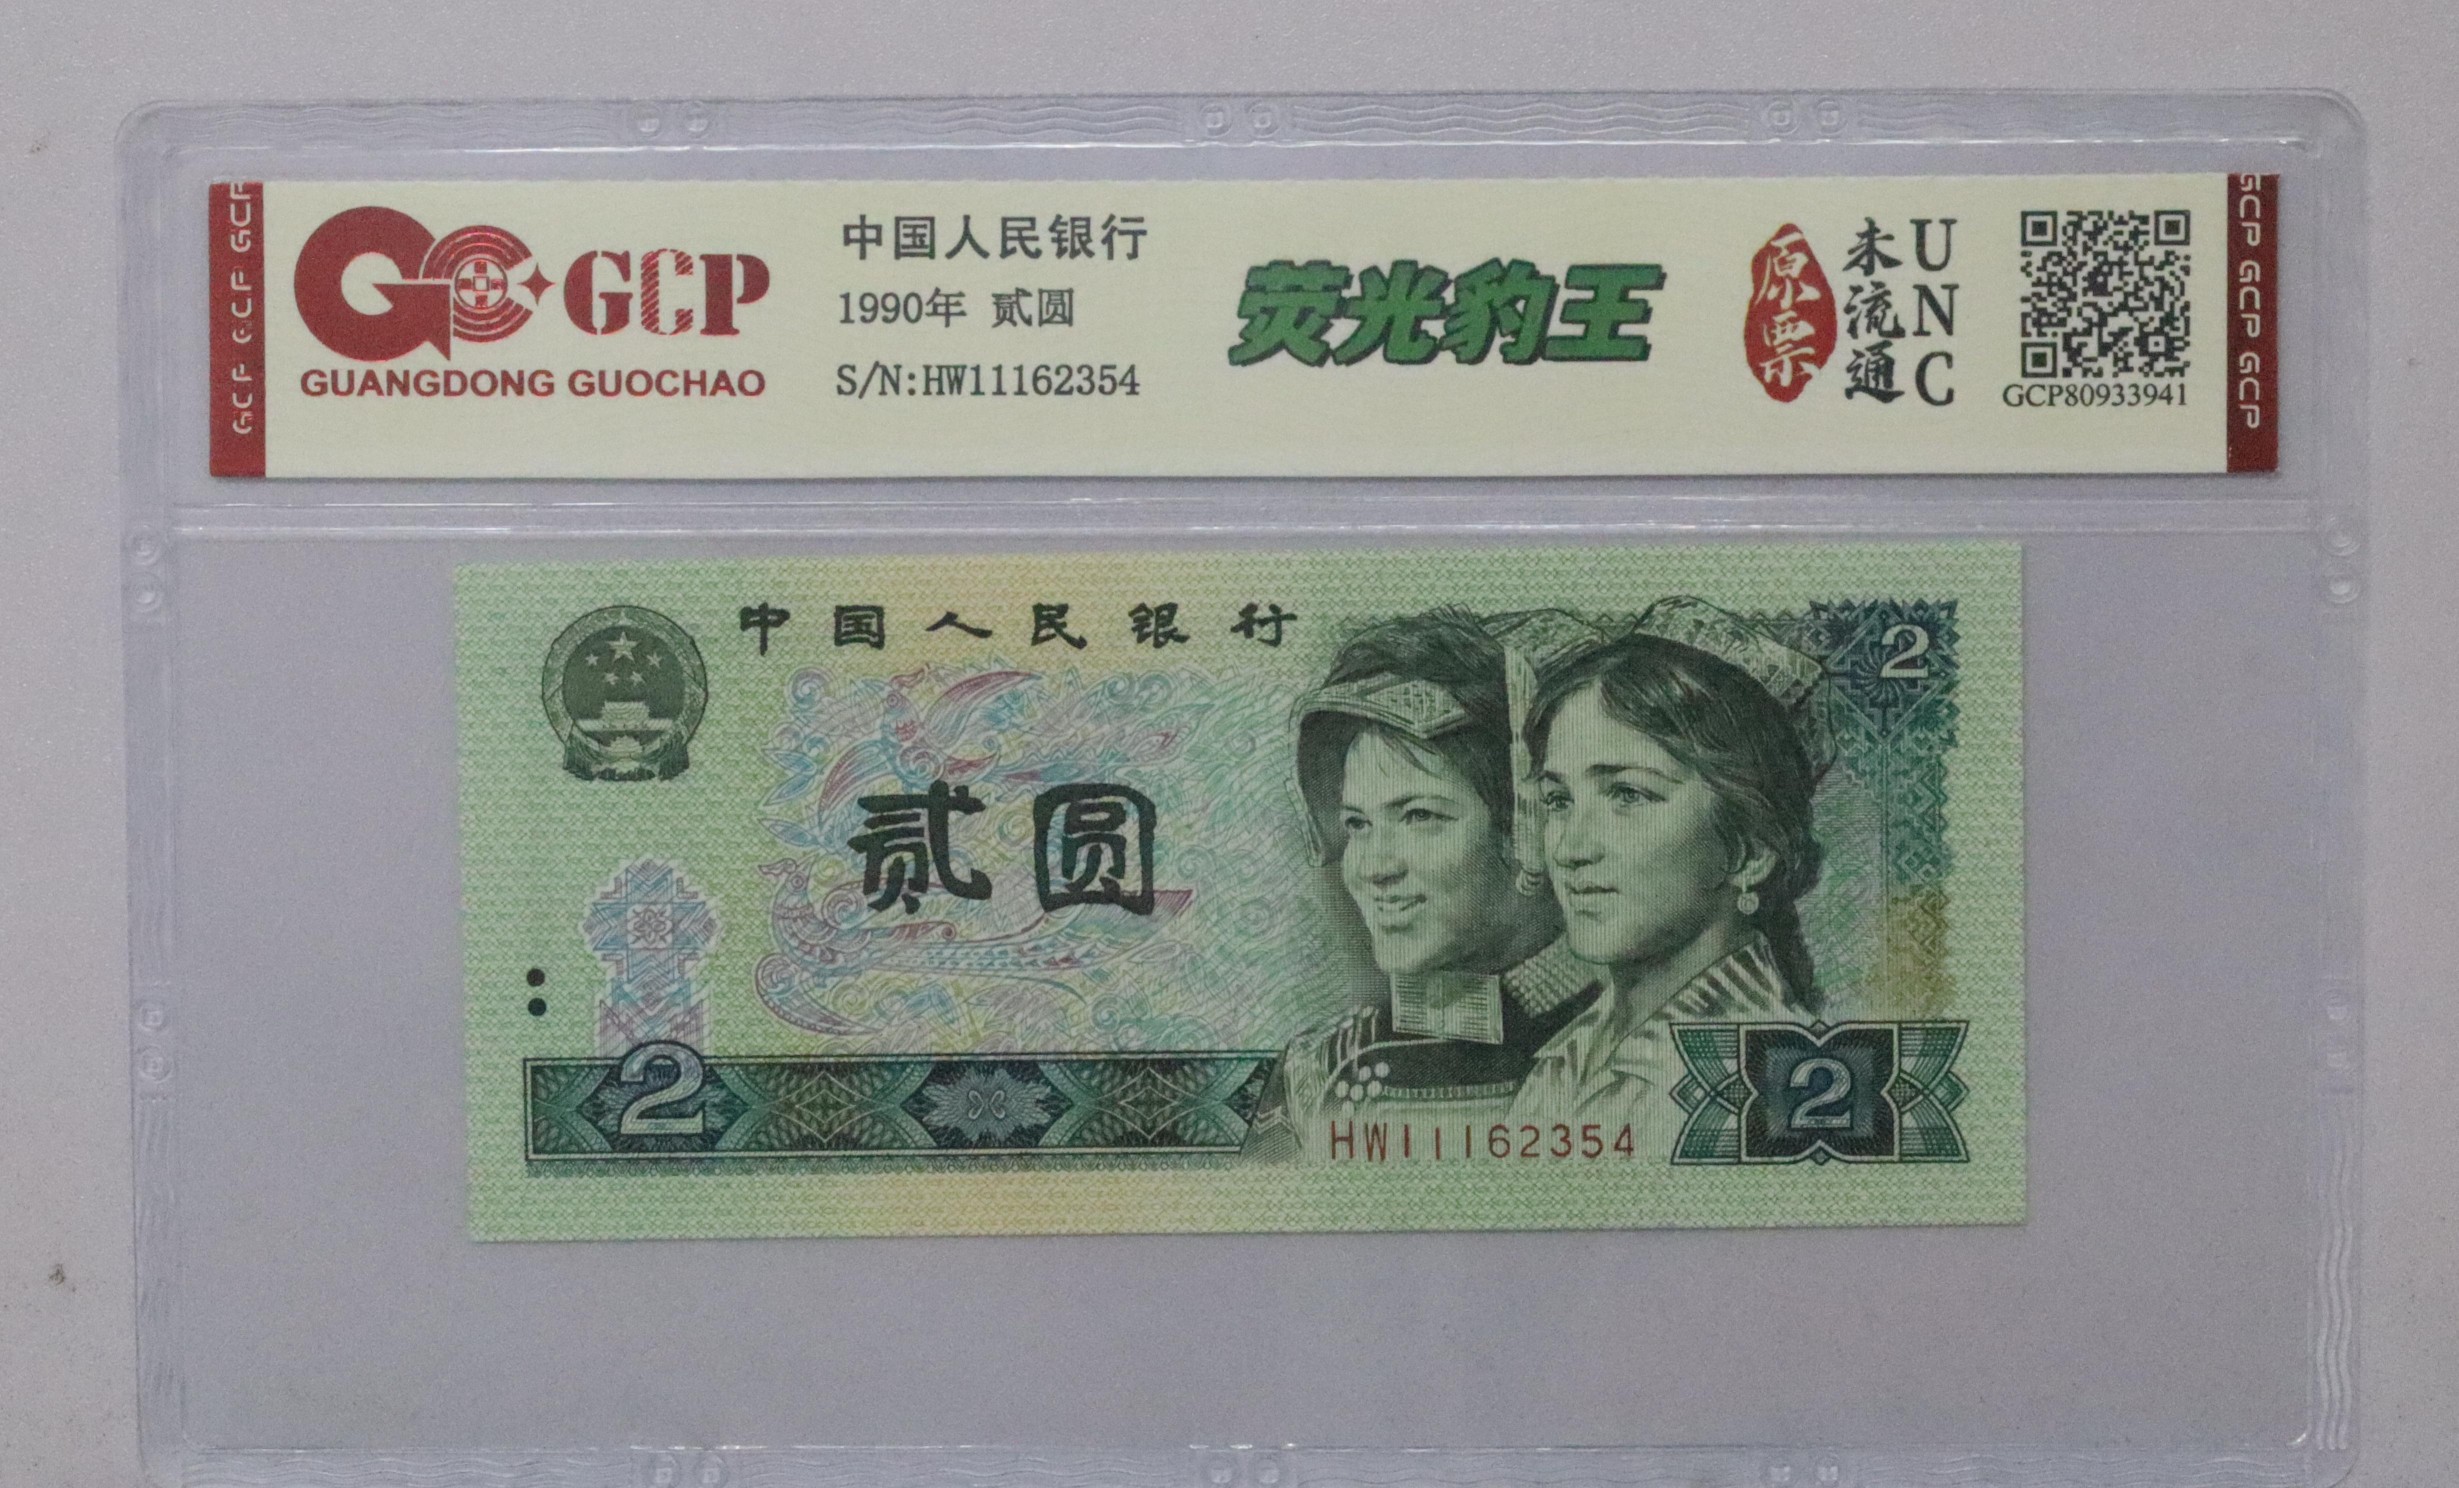 GCP GCP GCP GCP
GCP
GUANGDONG GUOCHAO
中国人民银行
1990年 贰圆
S/N:HW11162354
荧光豹王
原票
未流通
UNC
GCP80933941
GCP GCP GCP GCP
中国人民银行
2
贰圆
2
HW11162354
2